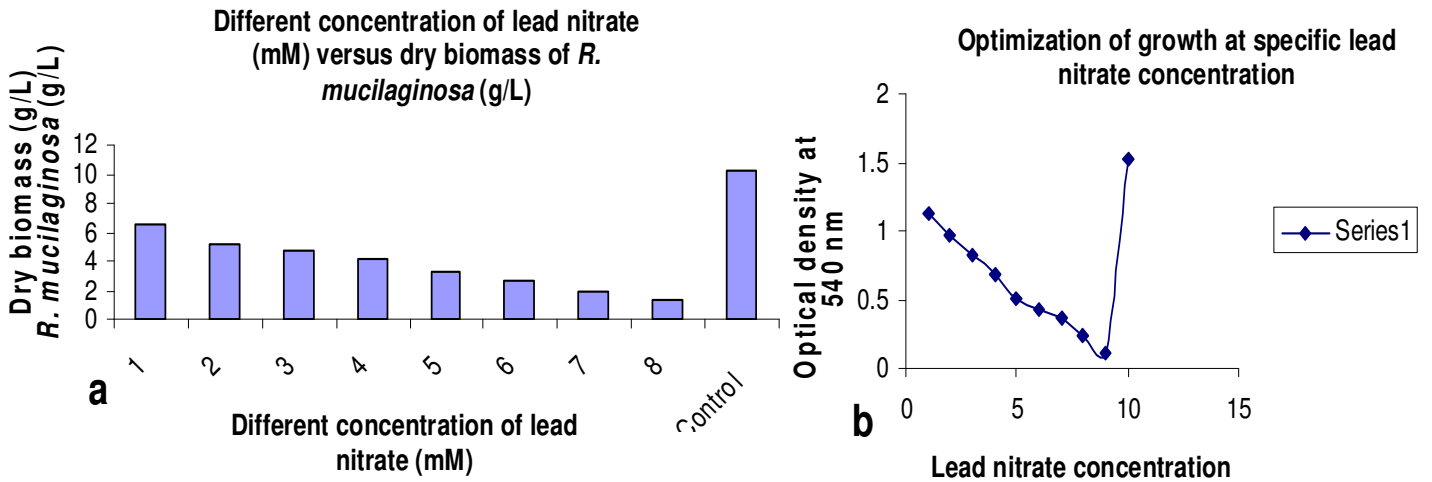 Different concentration of lead nitrate
(mM) versus dry biomass of R.
mucilaginosa (g/L)
Dry biomass (g/L)
R. mucilaginosa (g/L)
12
10
8
6
4
2
0
1
2
3
4
5
6
7
8
Control
a
Different concentration of lead
nitrate (mM)
Optimization of growth at specific lead
nitrate concentration
Optical density at
540 nm
2
1.5
1
0.5
0
0
5
10
15
Series1
b
Lead nitrate concentration